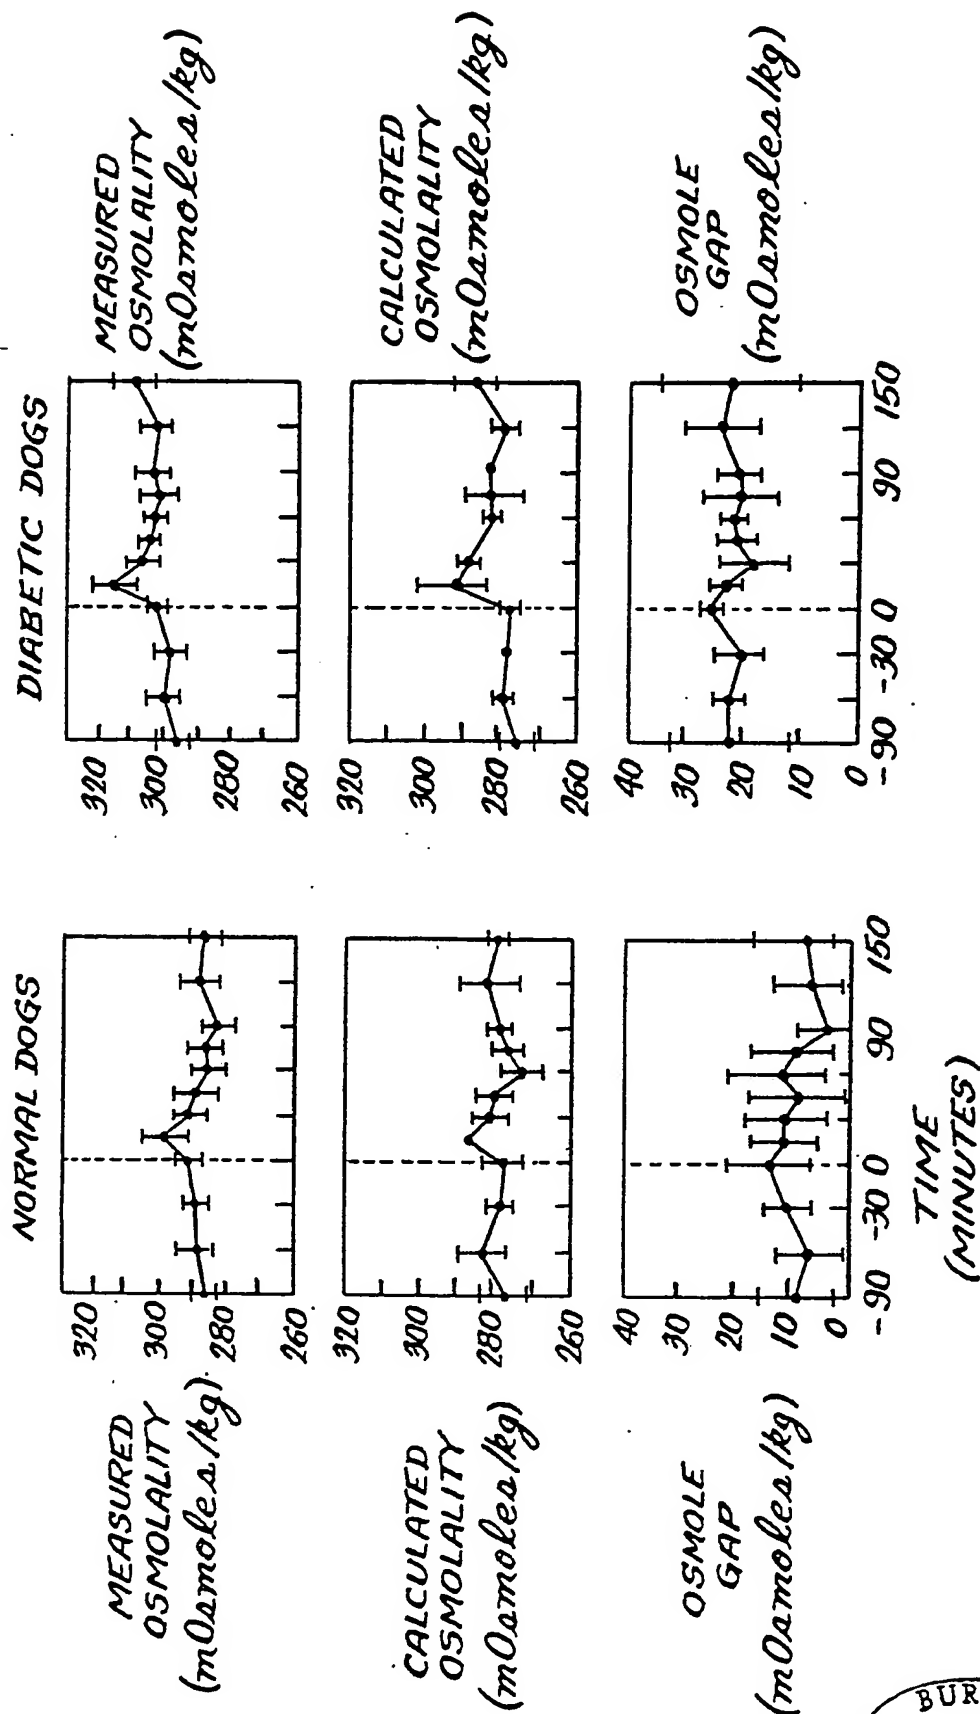 NORMAL DOGS
DIABETIC DOGS
MEASURED
OSMOLALITY
(mOsmoles/kg)
320
300
280
260
320
300
280
260
MEASURED
OSMOLALITY
(mOsmoles/kg)
CALCULATED
OSMOLALITY
(mOsmoles/kg)
320
300
280
260
320
300
280
260
CALCULATED
OSMOLALITY
(mOsmoles/kg)
OSMOLE
GAP
(mOsmoles/kg)
40
30
20
10
0
40
30
20
10
0
OSMOLE
GAP
(mOsmoles/kg)
-90 -30 0 90 150
-90 -30 0 90 150
TIME
(MINUTES)
BUR